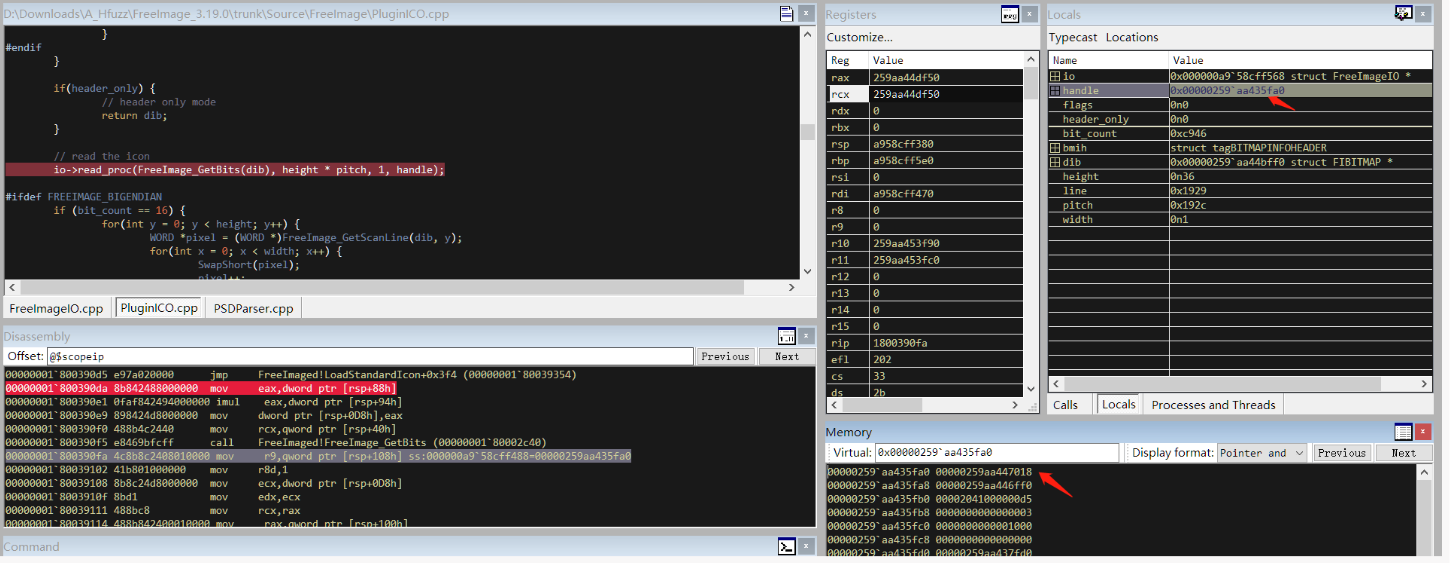 D:\Downloads\A_Hfuzz\FreeImage_3.19.0\trunk\Source\FreeImage\PluginICO.cpp
}
#endif
}
if(header_only) {
// header only mode
return dib;
}
// read the icon
io->read_proc(FreeImage_GetBits(dib), height * pitch, 1, handle);
#ifdef FREEIMAGE_BIGENDIAN
if (bit_count == 16) {
for(int y = 0; y < height; y++) {
WORD *pixel = (WORD *)FreeImage_GetScanLine(dib, y);
for(int x = 0; x < width; x++) {
SwapShort(pixel);
pixel++;
FreeImageIO.cpp PluginICO.cpp PSDParser.cpp
Disassembly
Offset: @$scopeip Previous Next
00000001`800390d5 e97a020000 jmp FreeImaged!LoadStandardIcon+0x3f4 (00000001`80039354)
00000001`800390da 8b842488000000 mov eax,dword ptr [rsp+88h]
00000001`800390e1 0faf842494000000 imul eax,dword ptr [rsp+94h]
00000001`800390e9 898424d8000000 mov dword ptr [rsp+0D8h],eax
00000001`800390f0 488b4c2440 mov rcx,qword ptr [rsp+40h]
00000001`800390f5 e8469bfcff call FreeImaged!FreeImage_GetBits (00000001`80002c40)
00000001`800390fa 4c8b8c2408010000 mov r9,qword ptr [rsp+108h] ss:000000a9`58cff488=00000259aa435fa0
00000001`80039102 41b801000000 mov r8d,1
00000001`80039108 8b8c24d8000000 mov ecx,dword ptr [rsp+0D8h]
00000001`8003910f 8bd1 mov edx,ecx
00000001`80039111 488bc8 mov rcx,rax
00000001`80039114 488b842400010000 mov rax,qword ptr [rsp+100h]
Command
Registers
Customize...
Reg Value
rax 259aa44df50
rcx 259aa44df50
rdx 0
rbx 0
rsp a958cff380
rbp a958cff5e0
rsi 0
rdi a958cff470
r8 0
r9 0
r10 259aa453f90
r11 259aa453fc0
r12 0
r13 0
r14 0
r15 0
rip 1800390fa
efl 202
cs 33
ds 2b
Locals
Typecast Locations
Name Value
io 0x000000a9`58cff568 struct FreeImageIO *
handle 0x00000259`aa435fa0
flags 0n0
header_only 0n0
bit_count 0xc946
bmih struct tagBITMAPINFOHEADER
dib 0x00000259`aa44bff0 struct FIBITMAP *
height 0n36
line 0x1929
pitch 0x192c
width 0n1
Calls Locals Processes and Threads
Memory
Virtual: 0x00000259`aa435fa0 Display format: Pointer and Previous Next
00000259`aa435fa0 00000259aa447018
00000259`aa435fa8 00000259aa446ff0
00000259`aa435fb0 00002041000000d5
00000259`aa435fb8 0000000000000003
00000259`aa435fc0 0000000000001000
00000259`aa435fc8 0000000000000000
00000259`aa435fd0 00000259aa437fd0